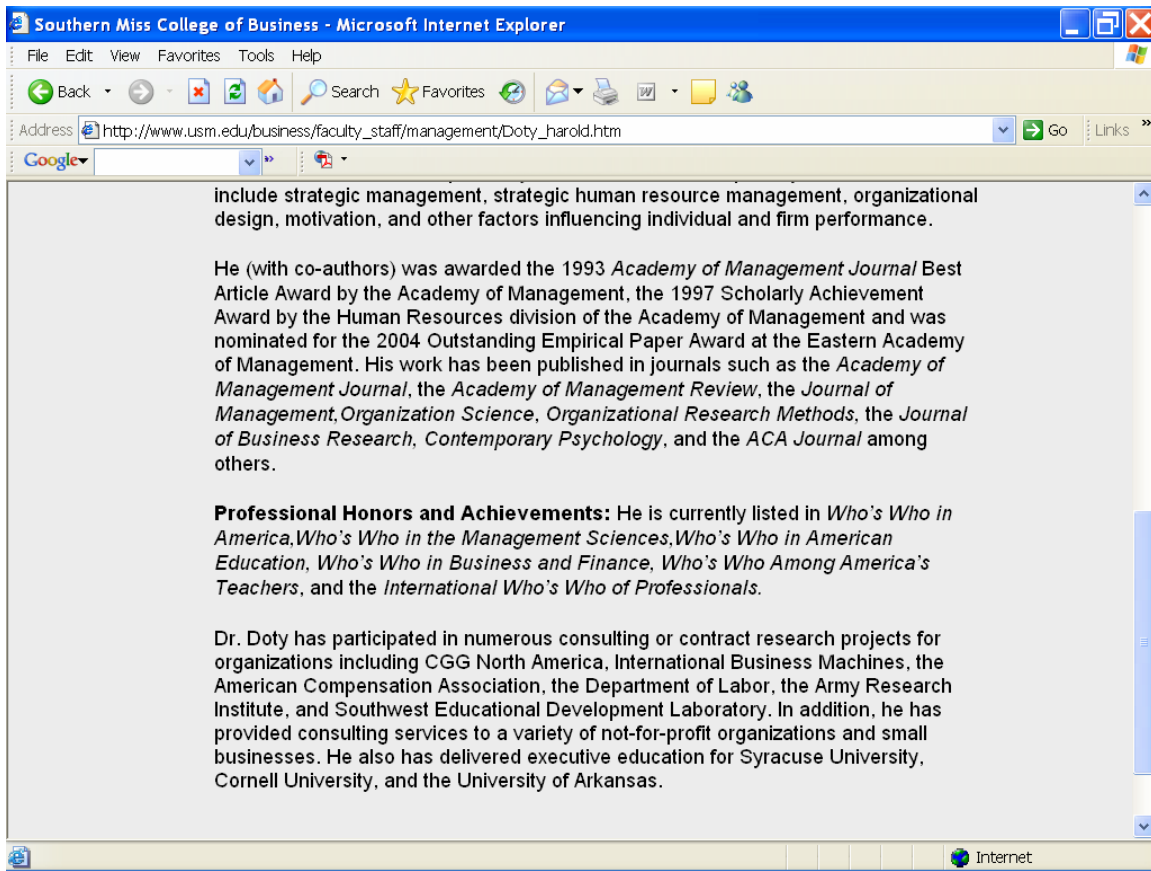 Southern Miss College of Business - Microsoft Internet Explorer
File Edit View Favorites Tools Help
Back Search Favorites
Address http://www.usm.edu/business/faculty_staff/management/Doty_harold.htm Go Links »
Google
include strategic management, strategic human resource management, organizational
design, motivation, and other factors influencing individual and firm performance.
He (with co-authors) was awarded the 1993 Academy of Management Journal Best
Article Award by the Academy of Management, the 1997 Scholarly Achievement
Award by the Human Resources division of the Academy of Management and was
nominated for the 2004 Outstanding Empirical Paper Award at the Eastern Academy
of Management. His work has been published in journals such as the Academy of
Management Journal, the Academy of Management Review, the Journal of
Management,Organization Science, Organizational Research Methods, the Journal
of Business Research, Contemporary Psychology, and the ACA Journal among
others.
Professional Honors and Achievements: He is currently listed in Who's Who in
America,Who's Who in the Management Sciences,Who's Who in American
Education, Who's Who in Business and Finance, Who's Who Among America's
Teachers, and the International Who's Who of Professionals.
Dr. Doty has participated in numerous consulting or contract research projects for
organizations including CGG North America, International Business Machines, the
American Compensation Association, the Department of Labor, the Army Research
Institute, and Southwest Educational Development Laboratory. In addition, he has
provided consulting services to a variety of not-for-profit organizations and small
businesses. He also has delivered executive education for Syracuse University,
Cornell University, and the University of Arkansas.
Internet